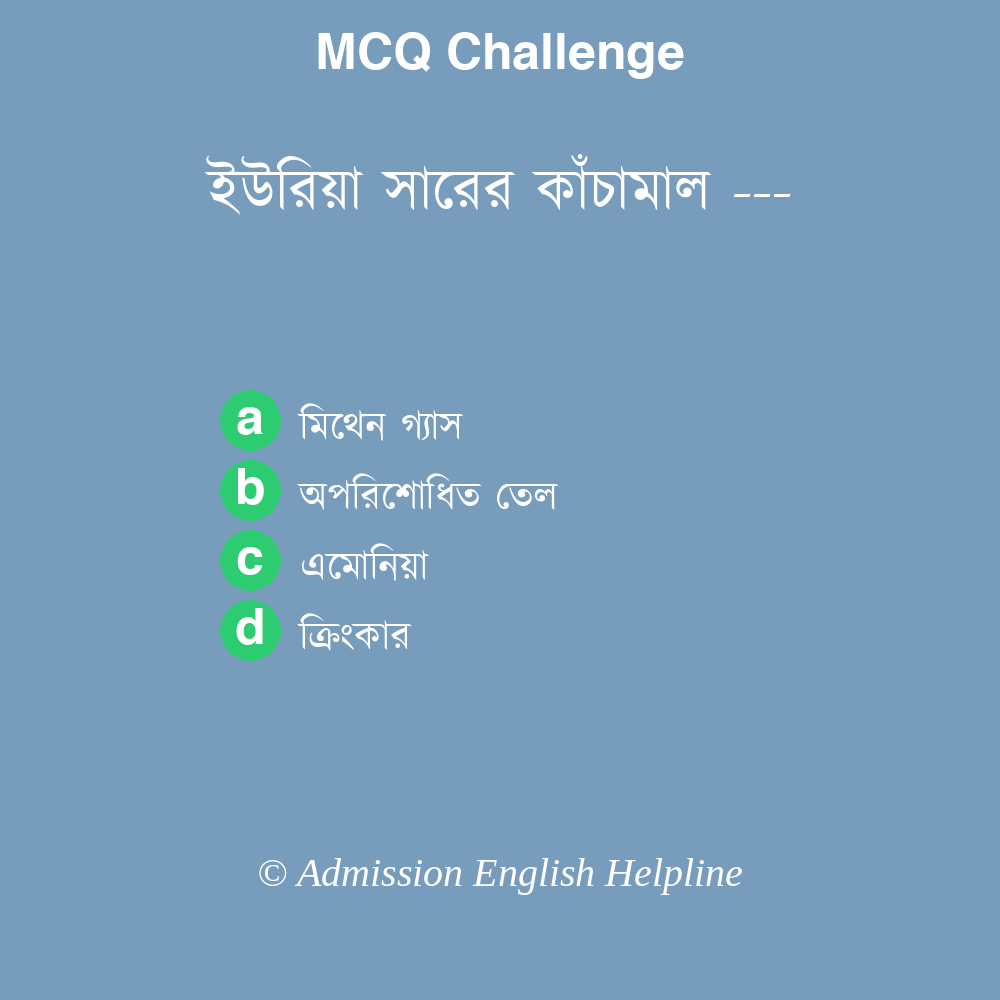 MCQ Challenge
ইউরিয়া সারের কাঁচামাল ---
a মিথেন গ্যাস
b অপরিশোধিত তেল
c এমোনিয়া
d ক্রিংকার
© Admission English Helpline